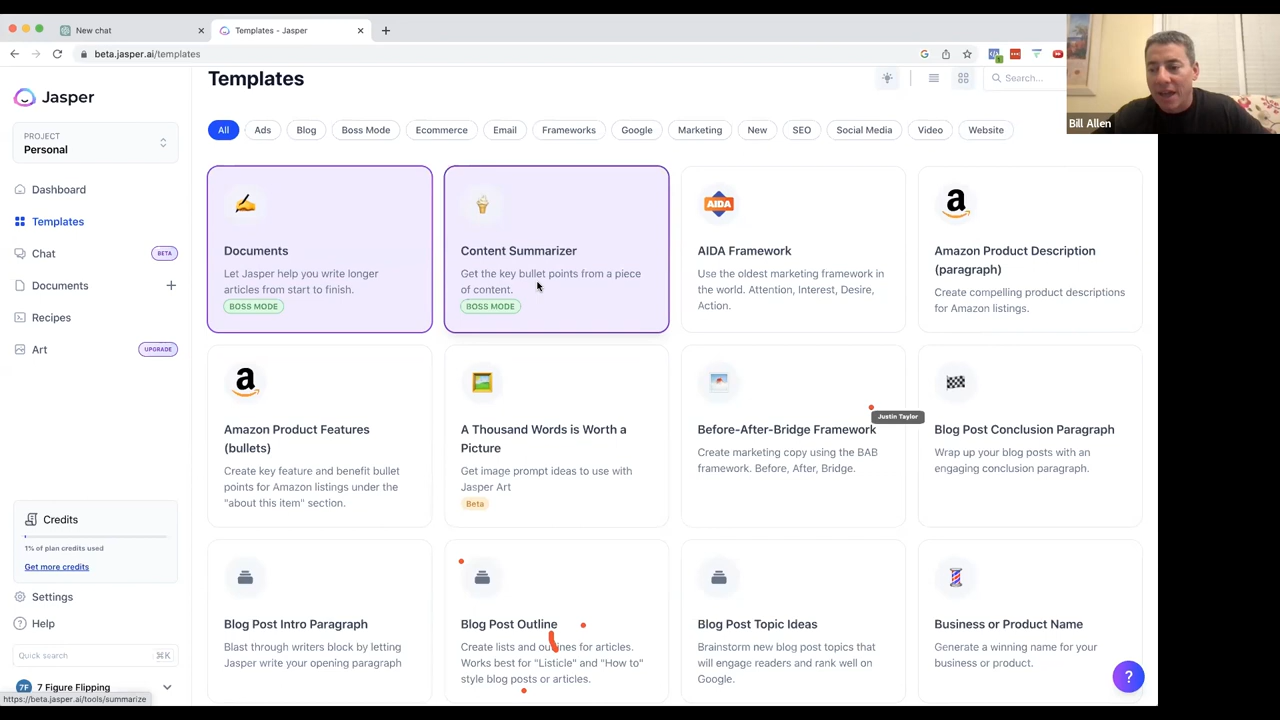 New chat
Templates - Jasper
beta.jasper.ai/templates
Bill Allen
Jasper
PROJECT
Personal
Dashboard
Templates
Chat
BETA
Documents
Recipes
Art
UPGRADE
Credits
1% of plan credits used
Get more credits
Settings
Help
Quick search
⌘K
7F
7 Figure Flipping
https://beta.jasper.ai/tools/summarize
Templates
Search...
All
Ads
Blog
Boss Mode
Ecommerce
Email
Frameworks
Google
Marketing
New
SEO
Social Media
Video
Website
Documents
Let Jasper help you write longer
articles from start to finish.
BOSS MODE
Content Summarizer
Get the key bullet points from a piece
of content.
BOSS MODE
AIDA
AIDA Framework
Use the oldest marketing framework in
the world. Attention, Interest, Desire,
Action.
a
Amazon Product Description
(paragraph)
Create compelling product descriptions
for Amazon listings.
a
Amazon Product Features
(bullets)
Create key feature and benefit bullet
points for Amazon listings under the
"about this item" section.
A Thousand Words is Worth a
Picture
Get image prompt ideas to use with
Jasper Art
Beta
Justin Taylor
Before-After-Bridge Framework
Create marketing copy using the BAB
framework. Before, After, Bridge.
Blog Post Conclusion Paragraph
Wrap up your blog posts with an
engaging conclusion paragraph.
Blog Post Intro Paragraph
Blast through writers block by letting
Jasper write your opening paragraph
Blog Post Outline
Create lists and outlines for articles.
Works best for "Listicle" and "How to"
style blog posts or articles.
Blog Post Topic Ideas
Brainstorm new blog post topics that
will engage readers and rank well on
Google.
Business or Product Name
Generate a winning name for your
business or product.
?